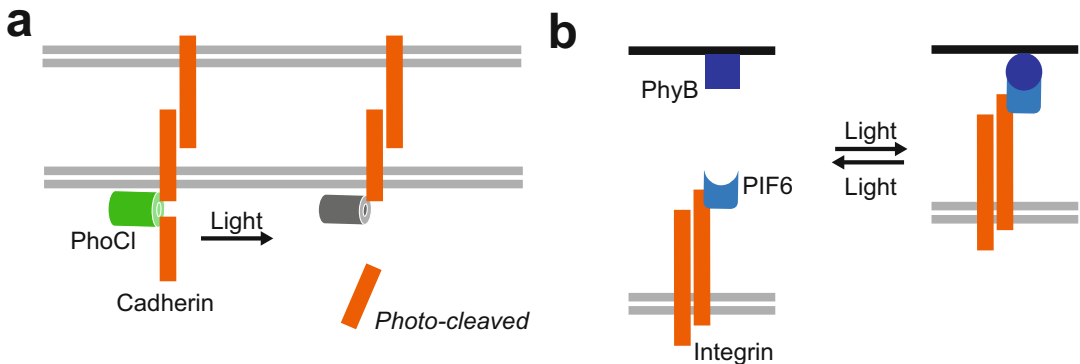 a
PhoCl
Light
Cadherin
Photo-cleaved
b
PhyB
PIF6
Integrin
Light
Light